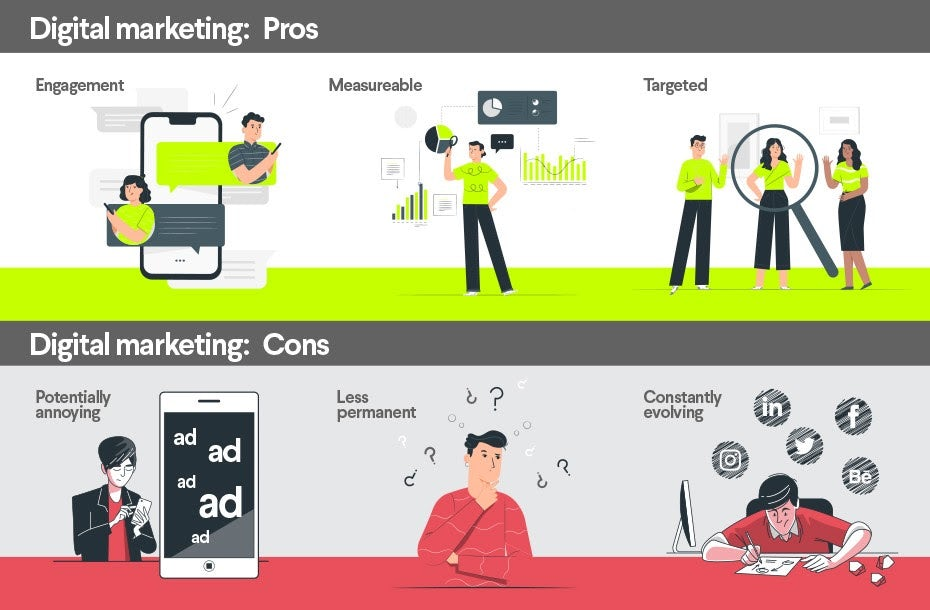 Digital marketing: Pros
Engagement
Measureable
Targeted
Digital marketing: Cons
Potentially
annoying
ad
ad
ad
ad
ad
Less
permanent
? ? ? ? ? ? ? ?
Constantly
evolving
in
f
Be